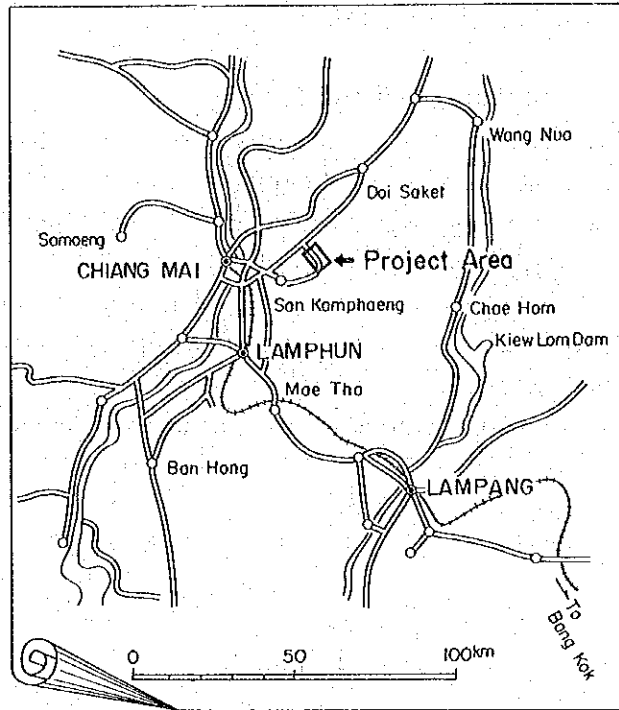 Wang Nua
Doi Saket
Samoeng
CHIANG MAI
Project Area
San Kamphaeng
Chae Hom
Kiew Lom Dam
LAMPHUN
Mae Tha
Ban Hong
LAMPANG
To
Bang Kok
0 50 100km